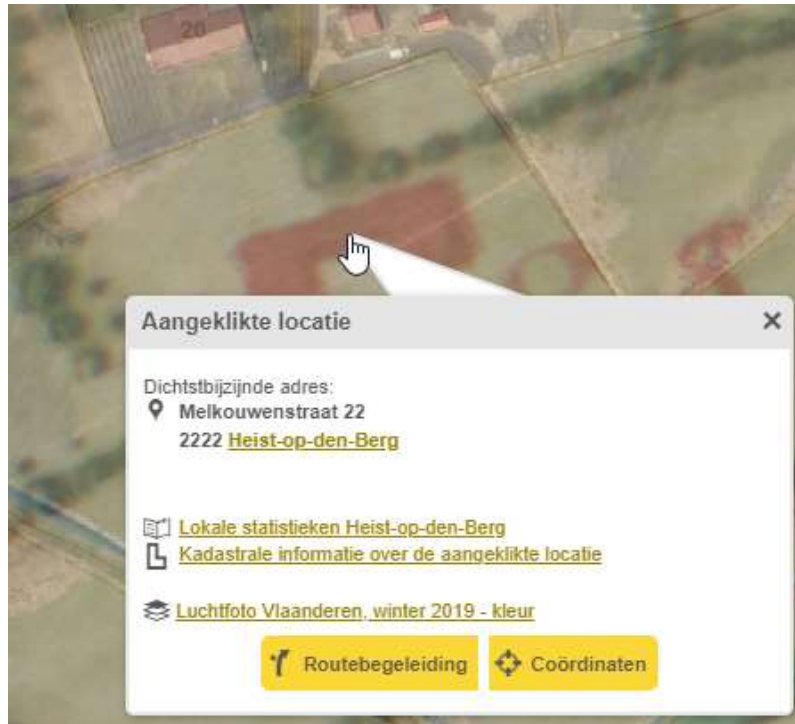 20
Aangeklikte locatie
Dichtstbijzijnde adres:
Melkouwenstraat 22
2222 Heist-op-den-Berg
Lokale statistieken Heist-op-den-Berg
Kadastrale informatie over de aangeklikte locatie
Luchtfoto Vlaanderen, winter 2019 - kleur
Routebegeleiding
Coördinaten